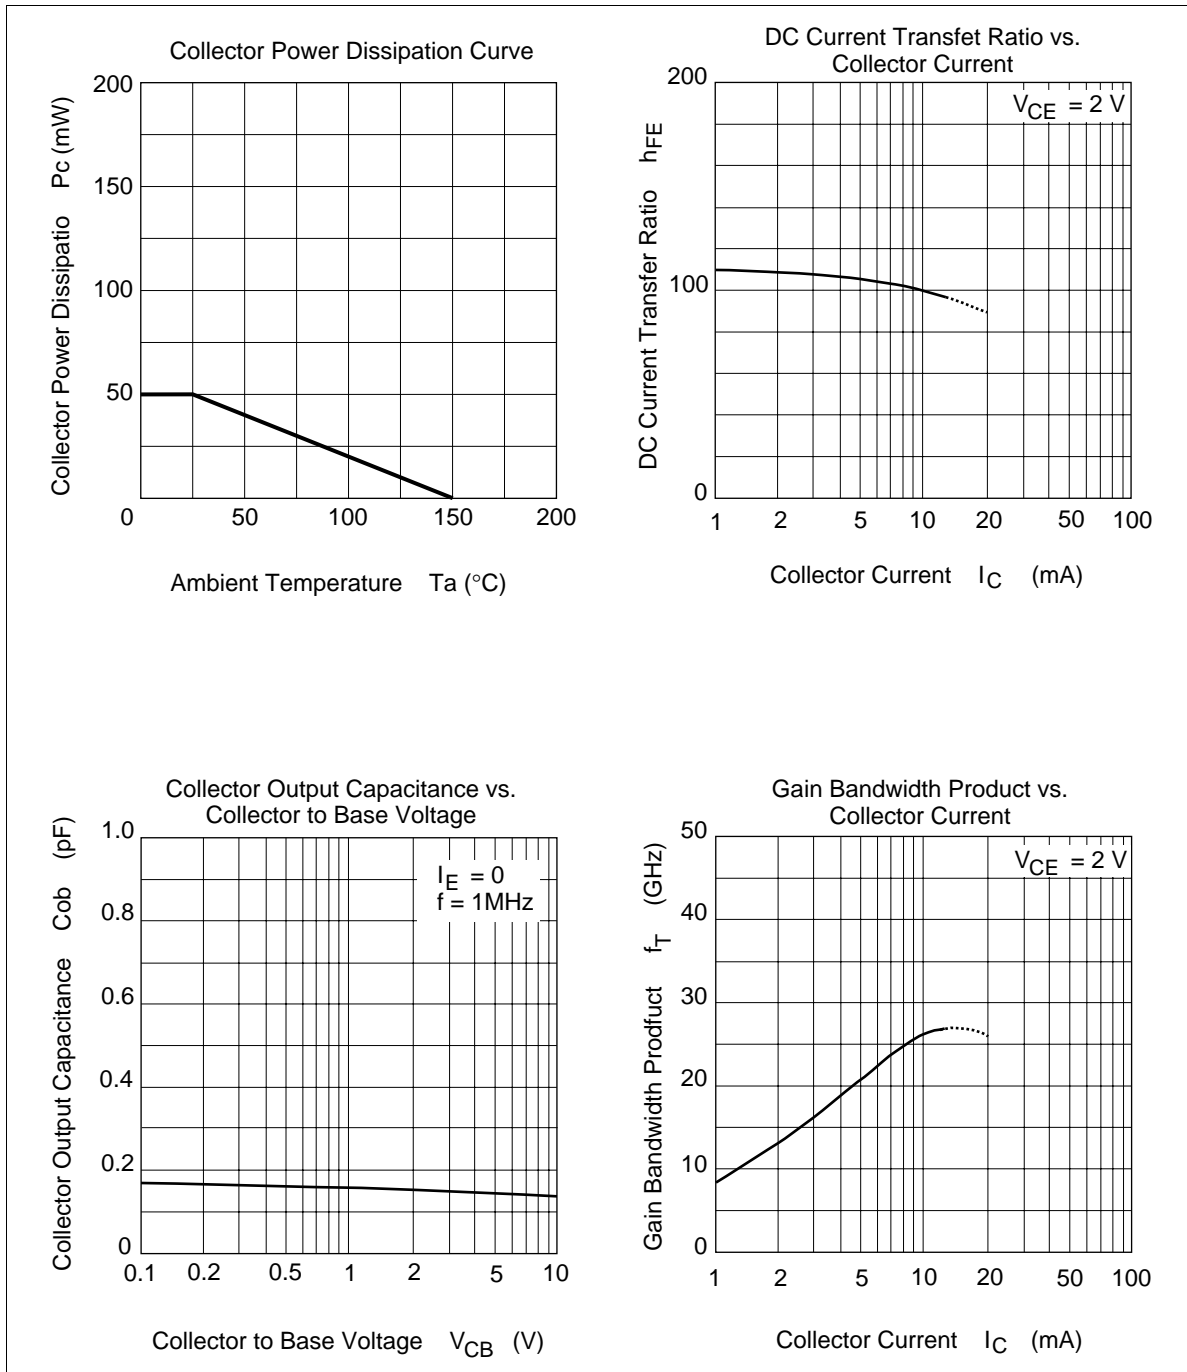 Collector Power Dissipation Curve
200
150
100
50
0
50
100
150
200
Collector Power Dissipatio Pc (mW)
Ambient Temperature Ta (°C)
DC Current Transfet Ratio vs.
Collector Current
VCE = 2 V
200
100
0
1
2
5
10
20
50
100
DC Current Transfer Ratio hFE
Collector Current IC (mA)
Collector Output Capacitance vs.
Collector to Base Voltage
IE = 0
f = 1MHz
1.0
0.8
0.6
0.4
0.2
0
0.1
0.2
0.5
1
2
5
10
Collector Output Capacitance Cob (pF)
Collector to Base Voltage VCB (V)
Gain Bandwidth Product vs.
Collector Current
VCE = 2 V
50
40
30
20
10
0
1
2
5
10
20
50
100
Gain Bandwidth Prodfuct fT (GHz)
Collector Current IC (mA)